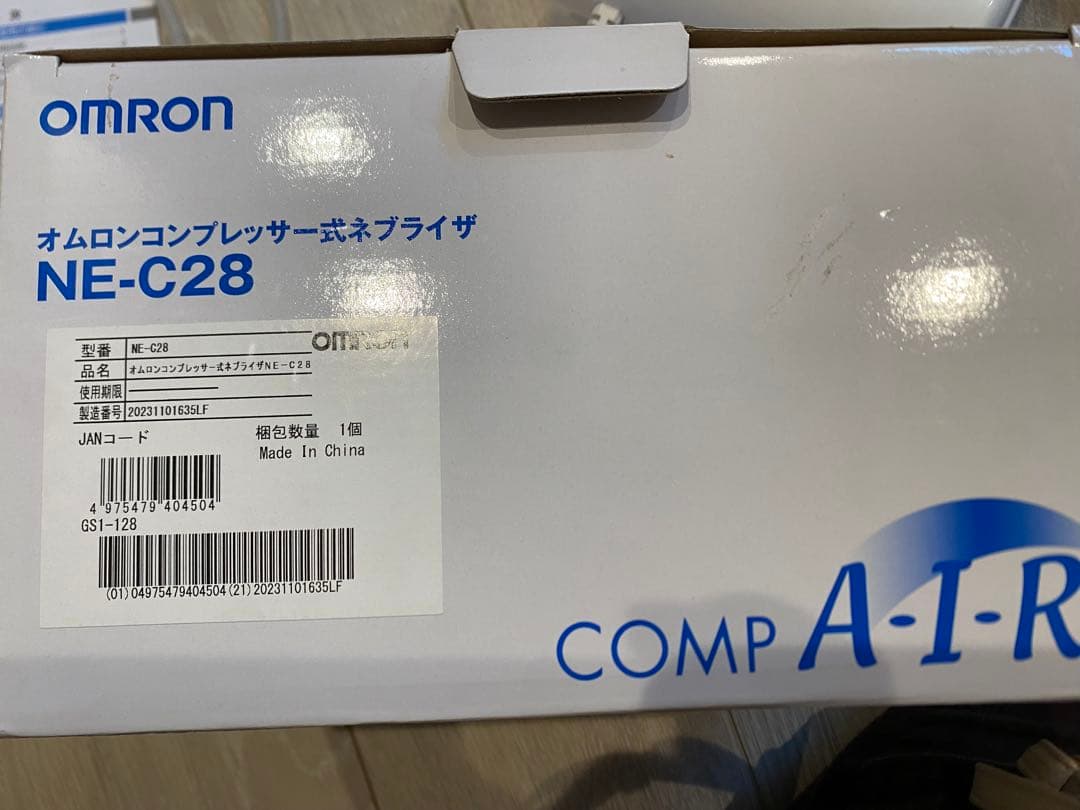 OMRON
オムロンコンプレッサー式ネブライザ
NE-C28
OMRON
型番 NE-C28
品名 オムロンコンプレッサー式ネブライザNE-C28
使用期限
製造番号 20231101635LF
JANコード
梱包数量 1個
Made In China
4 975479 404504
GS1-128
(01)04975479404504(21)20231101635LF
COMP A-I-R